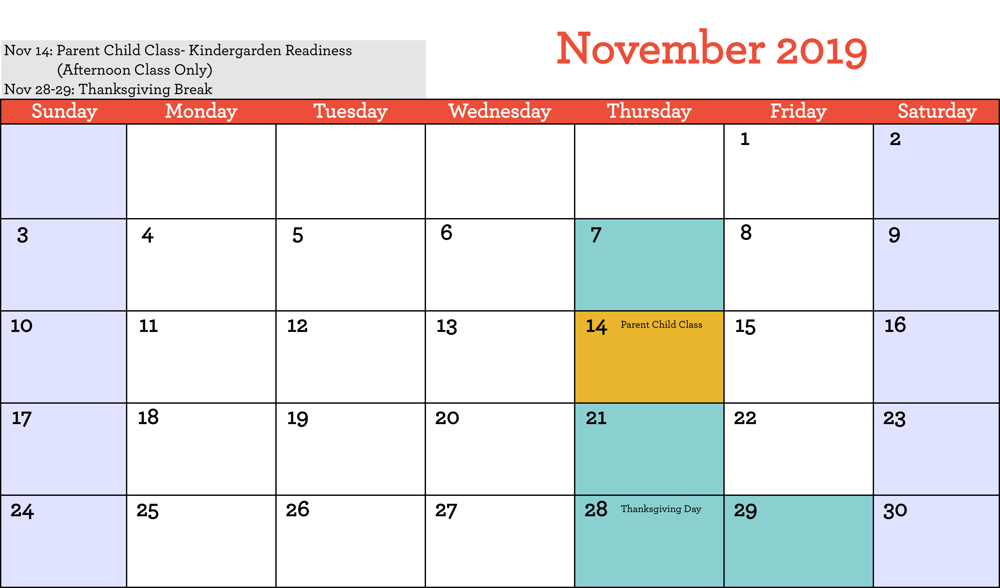 November 2019
Nov 14: Parent Child Class- Kindergarden Readiness
(Afternoon Class Only)
Nov 28-29: Thanksgiving Break
Sunday Monday Tuesday Wednesday Thursday Friday Saturday
1 2
3 4 5 6 7 8 9
10 11 12 13 14 Parent Child Class 15 16
17 18 19 20 21 22 23
24 25 26 27 28 Thanksgiving Day 29 30